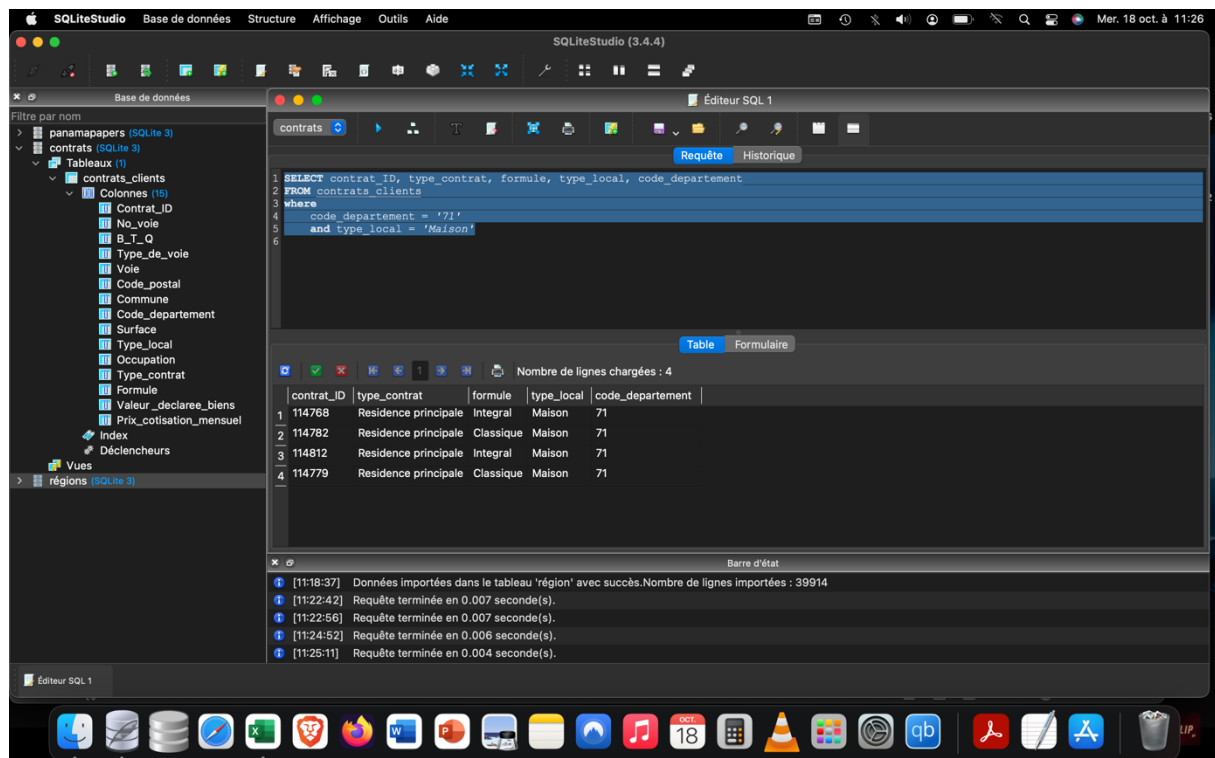 SQLiteStudio Base de données Structure Affichage Outils Aide Mer. 18 oct. à 11:26
SQLiteStudio (3.4.4)
Base de données
Filtre par nom
panamapapers (SQLite 3)
contrats (SQLite 3)
Tableaux (1)
contrats_clients
Colonnes (15)
Contrat_ID
No_voie
B_T_Q
Type_de_voie
Voie
Code_postal
Commune
Code_departement
Surface
Type_local
Occupation
Type_contrat
Formule
Valeur_declaree_biens
Prix_cotisation_mensuel
Index
Déclencheurs
Vues
régions (SQLite 3)
Éditeur SQL 1
contrats
Requête Historique
1 SELECT contrat_ID, type_contrat, formule, type_local, code_departement
2 FROM contrats_clients
3 where
4 code_departement = '71'
5 and type_local = 'Maison'
6
Table Formulaire
1 Nombre de lignes chargées : 4
contrat_ID type_contrat formule type_local code_departement
1 114768 Residence principale Integral Maison 71
2 114782 Residence principale Classique Maison 71
3 114812 Residence principale Integral Maison 71
4 114779 Residence principale Classique Maison 71
Barre d'état
[11:18:37] Données importées dans le tableau 'région' avec succès.Nombre de lignes importées : 39914
[11:22:42] Requête terminée en 0.007 seconde(s).
[11:22:56] Requête terminée en 0.007 seconde(s).
[11:24:52] Requête terminée en 0.006 seconde(s).
[11:25:11] Requête terminée en 0.004 seconde(s).
Éditeur SQL 1
OCT.
18
qb